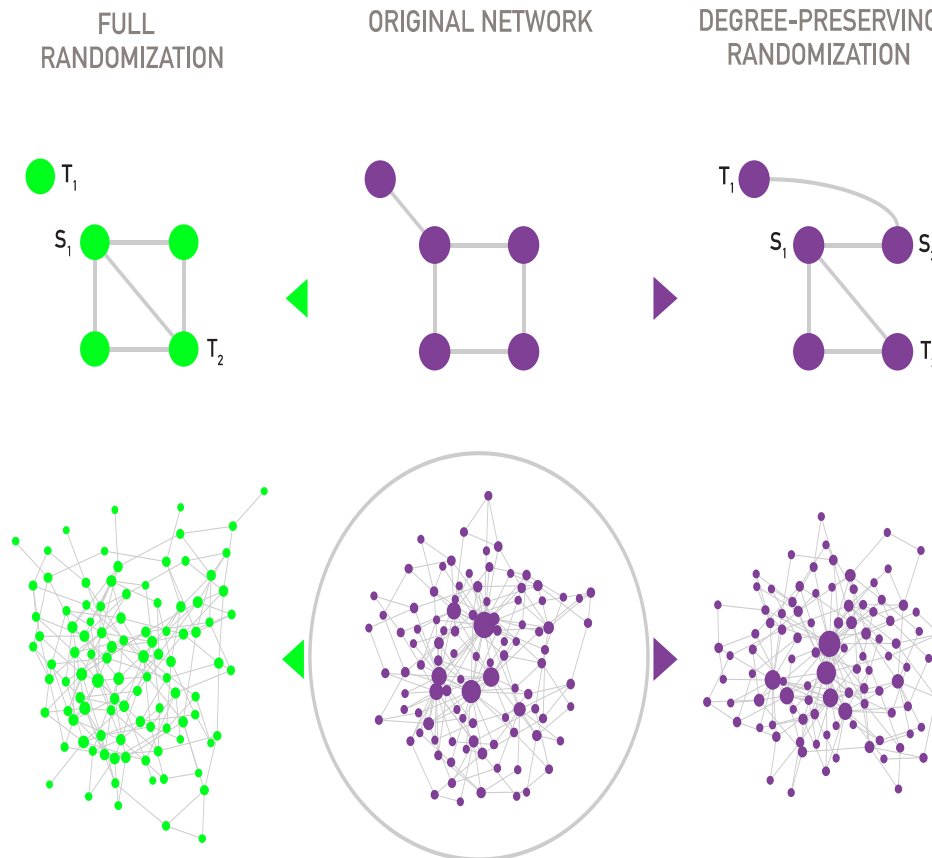 FULL
RANDOMIZATION
ORIGINAL NETWORK
DEGREE-PRESERVING
RANDOMIZATION
T₁
S₁
T₂
T₁
S₁